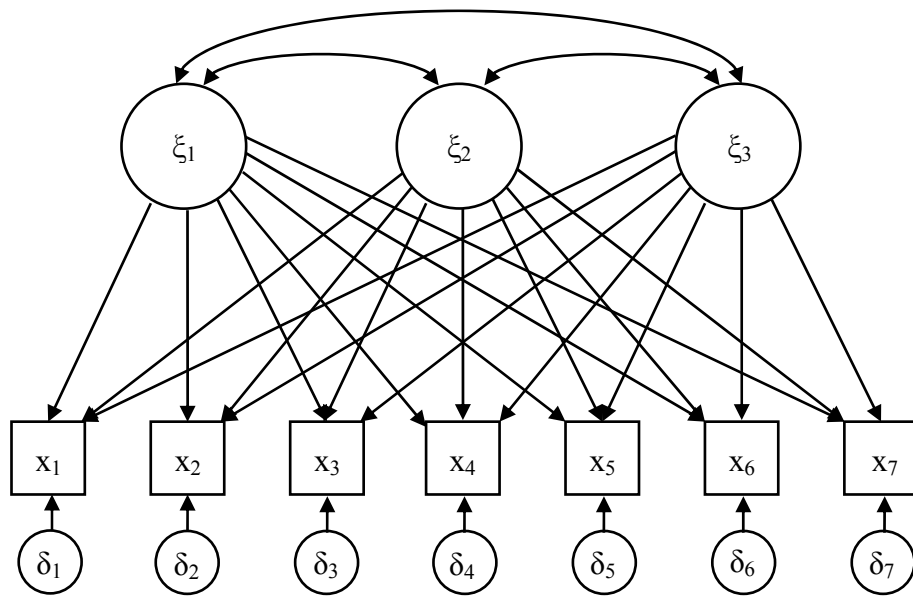 ξ₁ ξ₂ ξ₃
x₁ x₂ x₃ x₄ x₅ x₆ x₇
δ₁ δ₂ δ₃ δ₄ δ₅ δ₆ δ₇